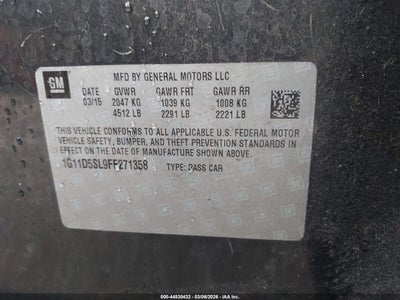 GM
MFD BY GENERAL MOTORS LLC
DATE GVWR GAWR FRT GAWR RR
03/15 2047 KG 1039 KG 1008 KG
4512 LB 2291 LB 2221 LB
THIS VEHICLE CONFORMS TO ALL APPLICABLE U.S. FEDERAL MOTOR
VEHICLE SAFETY, BUMPER, AND THEFT PREVENTION STANDARDS IN
EFFECT ON THE DATE OF MANUFACTURE SHOWN ABOVE.
1G11D5SL9FF271358 TYPE: PASS CAR
000-44530432 - 03/06/2026 - IAA Inc.